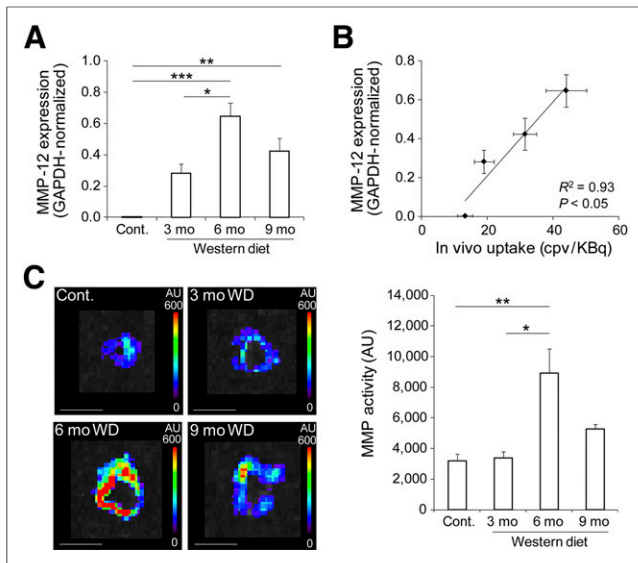 A
MMP-12 expression
(GAPDH-normalized)
1.0
0.8
0.6
0.4
0.2
0.0
**
***
*
Cont. 3 mo 6 mo 9 mo
Western diet
B
MMP-12 expression
(GAPDH-normalized)
0.8
0.6
0.4
0.2
0.0
R² = 0.93
P < 0.05
0 20 40 60
In vivo uptake (cpv/KBq)
C
Cont.
AU
600
0
3 mo WD
AU
600
0
6 mo WD
AU
600
0
9 mo WD
AU
600
0
MMP activity (AU)
14,000
12,000
10,000
8,000
6,000
4,000
2,000
0
**
*
Cont. 3 mo 6 mo 9 mo
Western diet